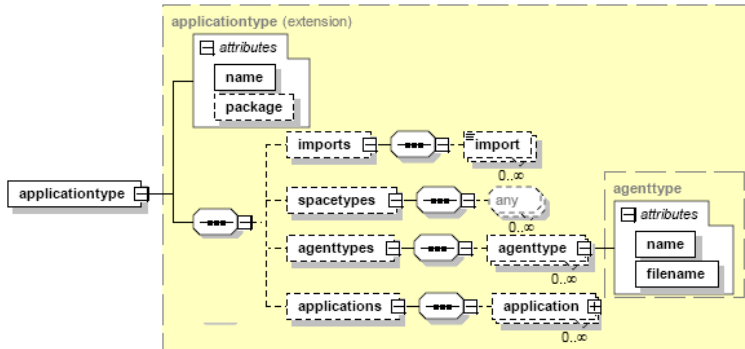 applicationtype (extension)
attributes
name
package
imports
import
0..∞
applicationtype
spacetypes
any
0..∞
agenttype
attributes
name
filename
agenttypes
agenttype
0..∞
applications
application
0..∞